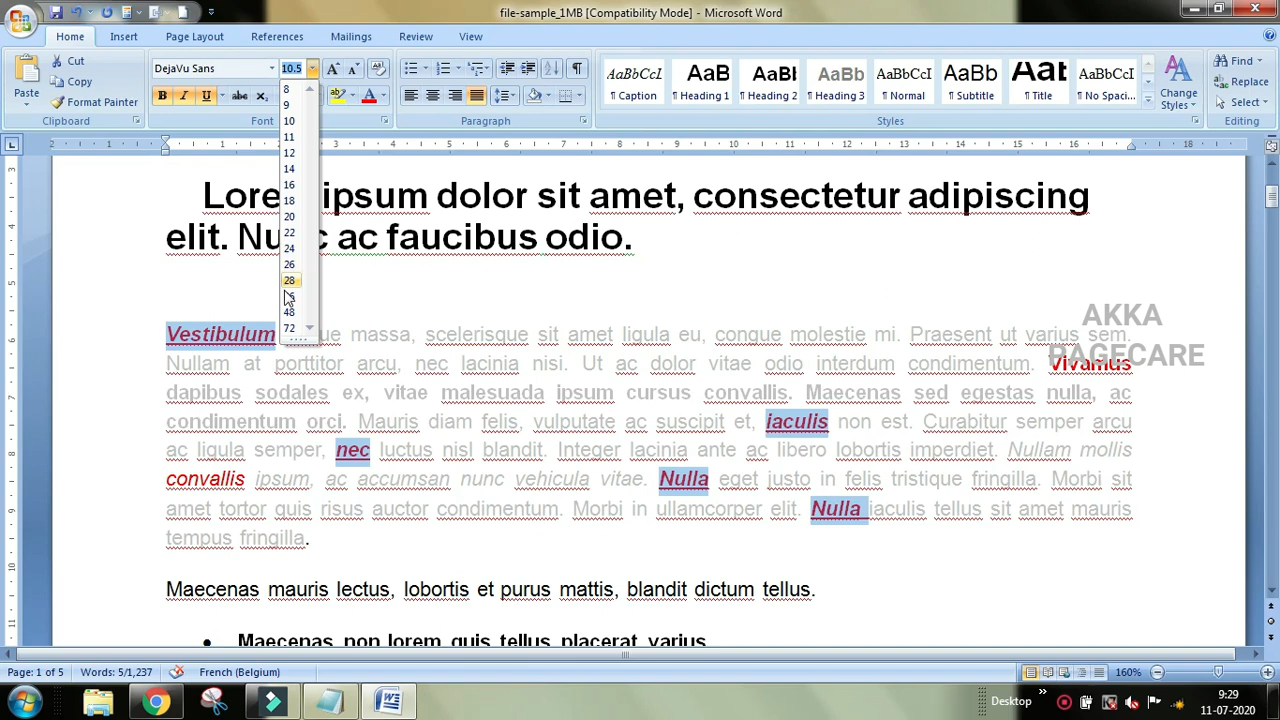 file-sample_1MB [Compatibility Mode] - Microsoft Word
Home Insert Page Layout References Mailings Review View
Paste
Cut
Copy
Format Painter
Clipboard
DejaVu Sans 10.5
Font
Paragraph
AaBbCcI AaB AaBb AaBbC AaBbCcI AaBbCc AaB AaBbCcI
¶ Caption ¶ Heading 1 ¶ Heading 2 ¶ Heading 3 ¶ Normal ¶ Subtitle ¶ Title ¶ No Spaci...
Styles
Change Styles
Find
Replace
Select
Editing
8
9
10
11
12
14
16
18
20
22
24
26
28
48
72
ipsum dolor sit amet, consectetur adipiscing
elit. ac faucibus odio.
AKKA
PAGECARE
Vestibulum massa, scelerisque sit amet ligula eu, congue molestie mi. Praesent ut varius sem.
Nullam at porttitor arcu, nec lacinia nisi. Ut ac dolor vitae odio interdum condimentum. Vivamus
dapibus sodales ex, vitae malesuada ipsum cursus convallis. Maecenas sed egestas nulla, ac
condimentum orci. Mauris diam felis, vulputate ac suscipit et, iaculis non est. Curabitur semper arcu
ac ligula semper, nec luctus nisl blandit. Integer lacinia ante ac libero lobortis imperdiet. Nullam mollis
convallis ipsum, ac accumsan nunc vehicula vitae. Nulla eget justo in felis tristique fringilla. Morbi sit
amet tortor quis risus auctor condimentum. Morbi in ullamcorper elit. Nulla iaculis tellus sit amet mauris
tempus fringilla.
Maecenas mauris lectus, lobortis et purus mattis, blandit dictum tellus.
• Maecenas non lorem quis tellus placerat varius.
Page: 1 of 5 Words: 5/1,237 French (Belgium) 160%
Desktop
9:29
11-07-2020